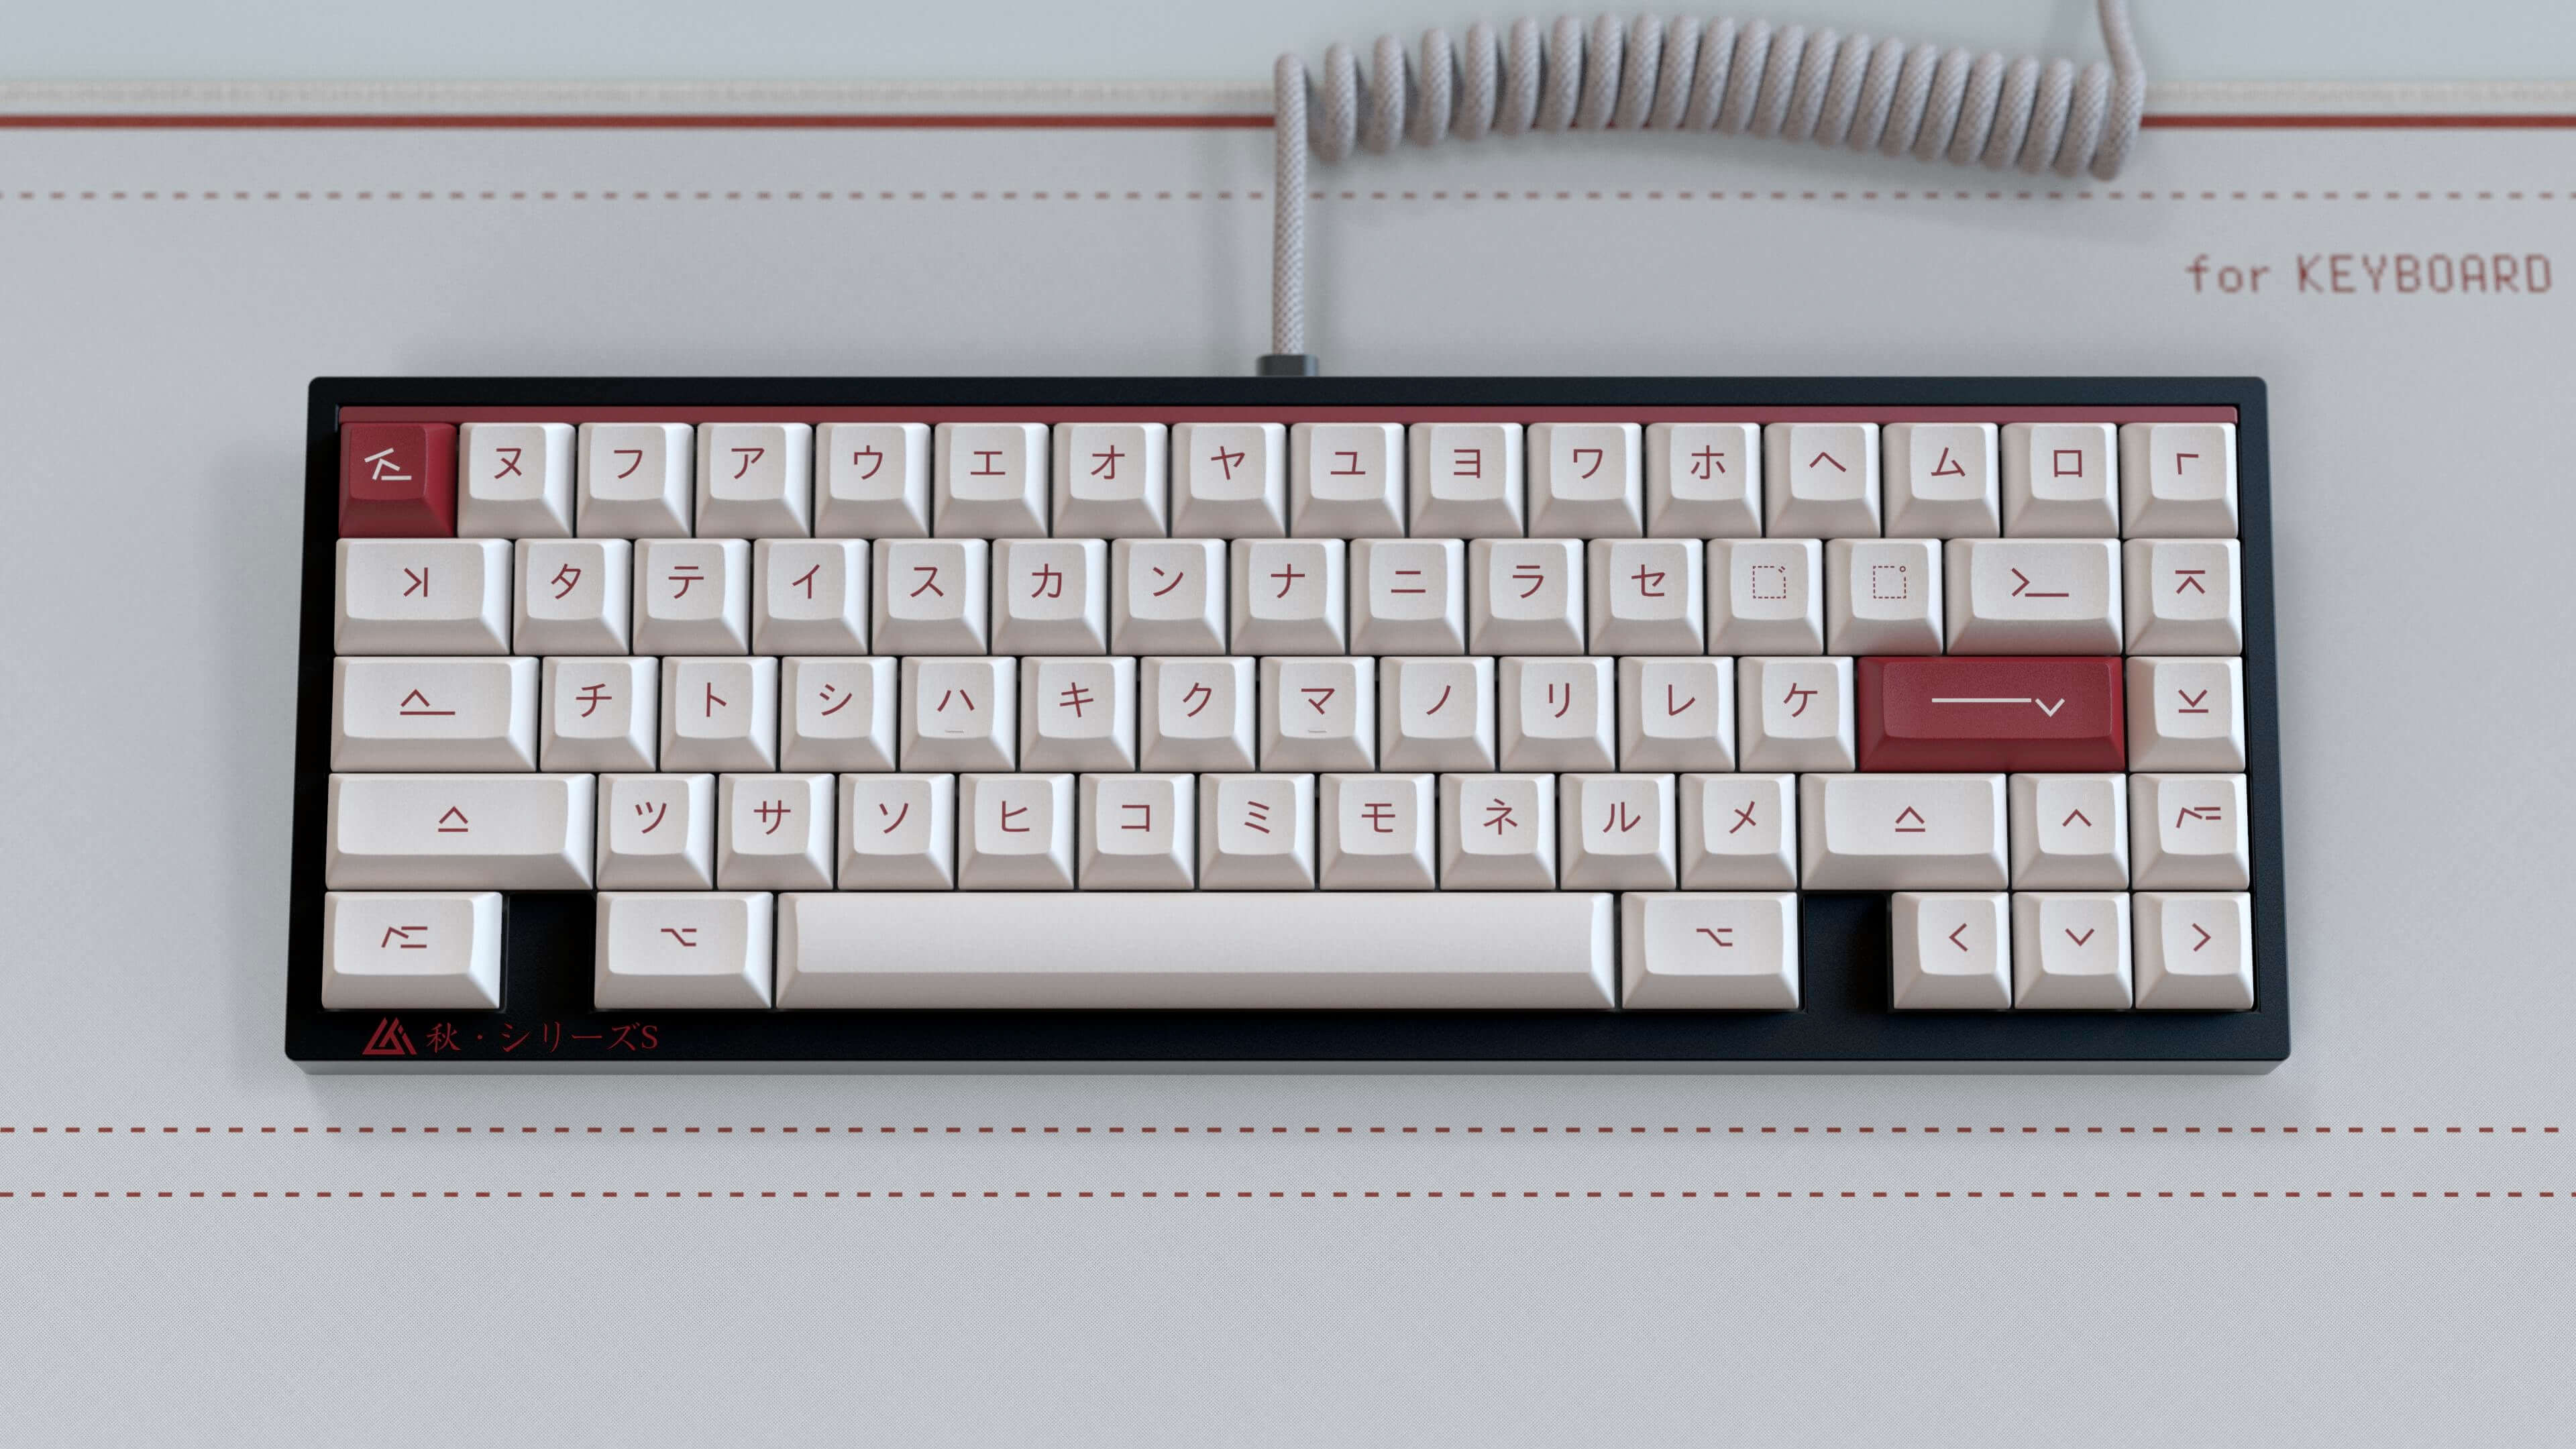 for KEYBOARD
ヌ フ ア ウ エ オ ヤ ユ ヨ ワ ホ ヘ ム ロ
タ テ イ ス カ ン ナ ニ ラ セ ゙ ゚
チ ト シ ハ キ ク マ ノ リ レ ケ
ツ サ ソ ヒ コ ミ モ ネ ル メ
秋・シリーズS